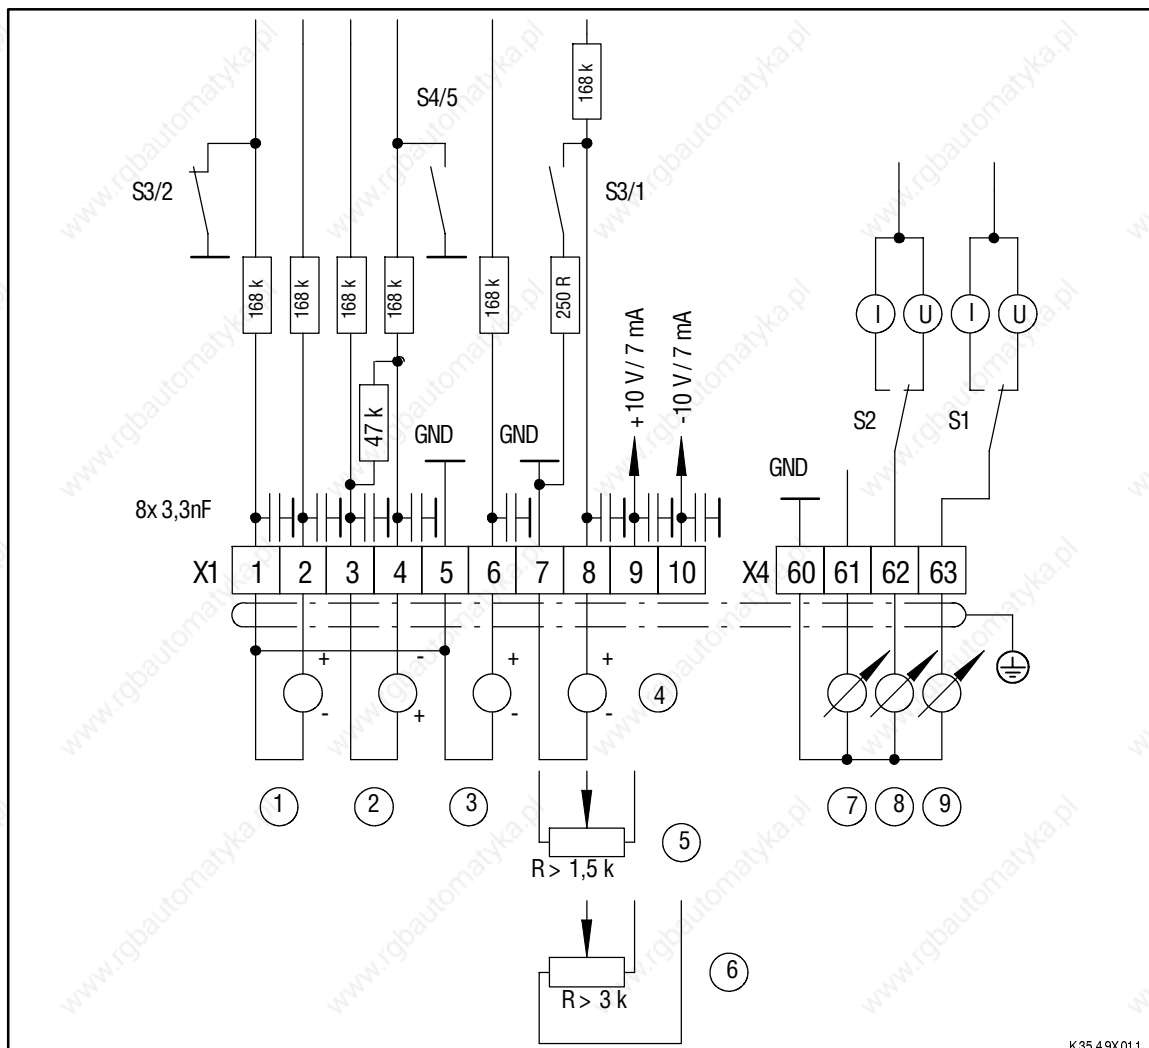 168 k
S4/5
S3/2
S3/1
168 k
168 k
168 k
168 k
168 k
250 R
I
U
I
U
+10 V / 7 mA
-10 V / 7 mA
47 k
S2
S1
GND
GND
GND
8x 3,3nF
X1
1
2
3
4
5
6
7
8
9
10
X4
60
61
62
63
+
-
+
+
-
+
-
-
4
1
2
3
7
8
9
5
R > 1,5 k
6
R > 3 k
K35.49X011
www.rgbautomatyka.pl